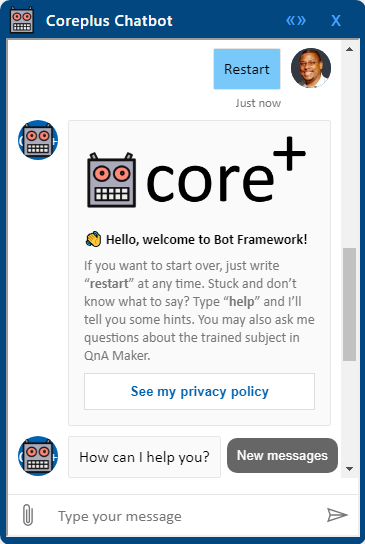 Coreplus Chatbot
«» X
Restart
Just now
core+
Hello, welcome to Bot Framework!
If you want to start over, just write
“restart” at any time. Stuck and don’t
know what to say? Type “help” and I’ll
tell you some hints. You may also ask me
questions about the trained subject in
QnA Maker.
See my privacy policy
How can I help you?
New messages
Type your message